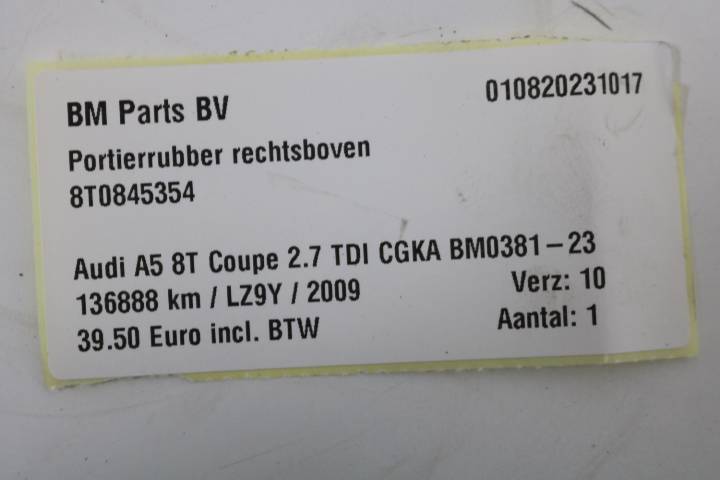 BM Parts BV 010820231017
Portierrubber rechtsboven
8T0845354
Audi A5 8T Coupe 2.7 TDI CGKA BM0381-23
136888 km / LZ9Y / 2009 Verz: 10
39.50 Euro incl. BTW Aantal: 1